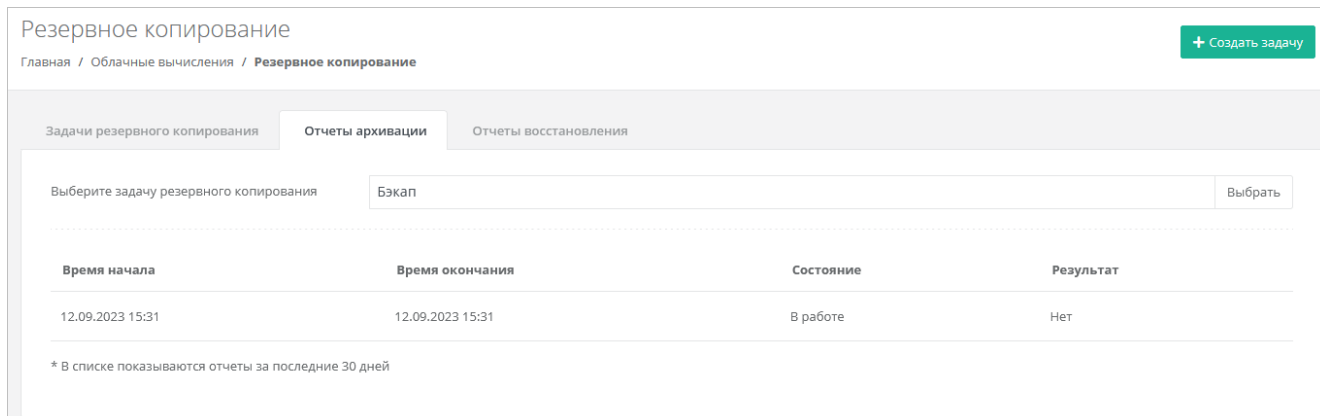 Резервное копирование
+ Создать задачу
Главная / Облачные вычисления / Резервное копирование
Задачи резервного копирования Отчеты архивации Отчеты восстановления
Выберите задачу резервного копирования Бэкап Выбрать
Время начала Время окончания Состояние Результат
12.09.2023 15:31 12.09.2023 15:31 В работе Нет
* В списке показываются отчеты за последние 30 дней